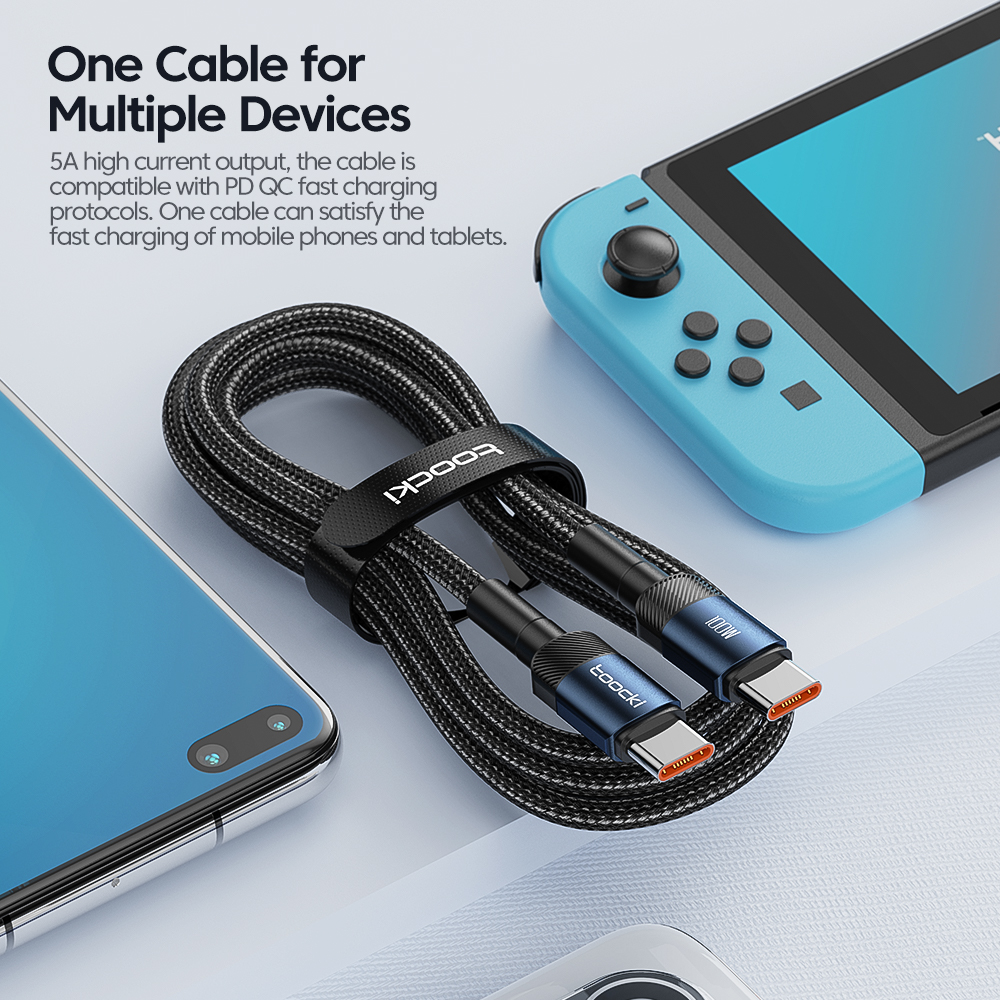 One Cable for
Multiple Devices
5A high current output, the cable is
compatible with PD QC fast charging
protocols. One cable can satisfy the
fast charging of mobile phones and tablets.
toocki
100W
toocki